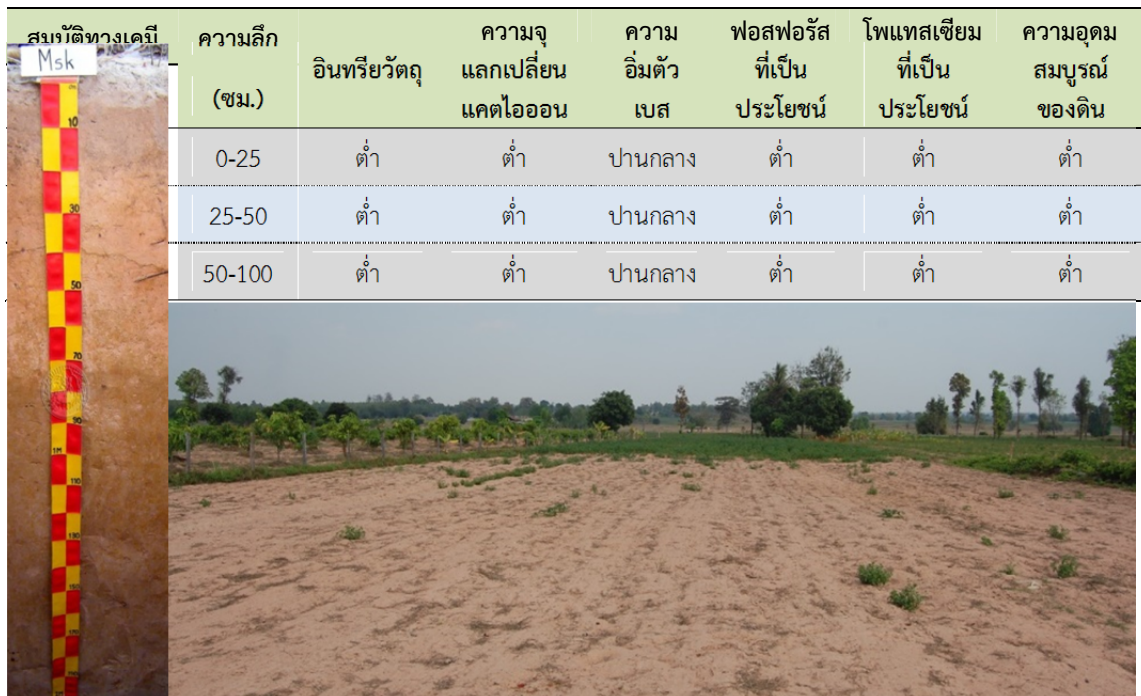 สมบัติทางเคมี
ความลึก
(ซม.)
อินทรียวัตถุ
ความจุ
แลกเปลี่ยน
แคตไอออน
ความ
อิ่มตัว
เบส
ฟอสฟอรัส
ที่เป็น
ประโยชน์
โพแทสเซียม
ที่เป็น
ประโยชน์
ความอุดม
สมบูรณ์
ของดิน
0-25 ต่ำ ต่ำ ปานกลาง ต่ำ ต่ำ ต่ำ
25-50 ต่ำ ต่ำ ปานกลาง ต่ำ ต่ำ ต่ำ
50-100 ต่ำ ต่ำ ปานกลาง ต่ำ ต่ำ ต่ำ
Msk
10
30
50
70
90
110
130
150
170